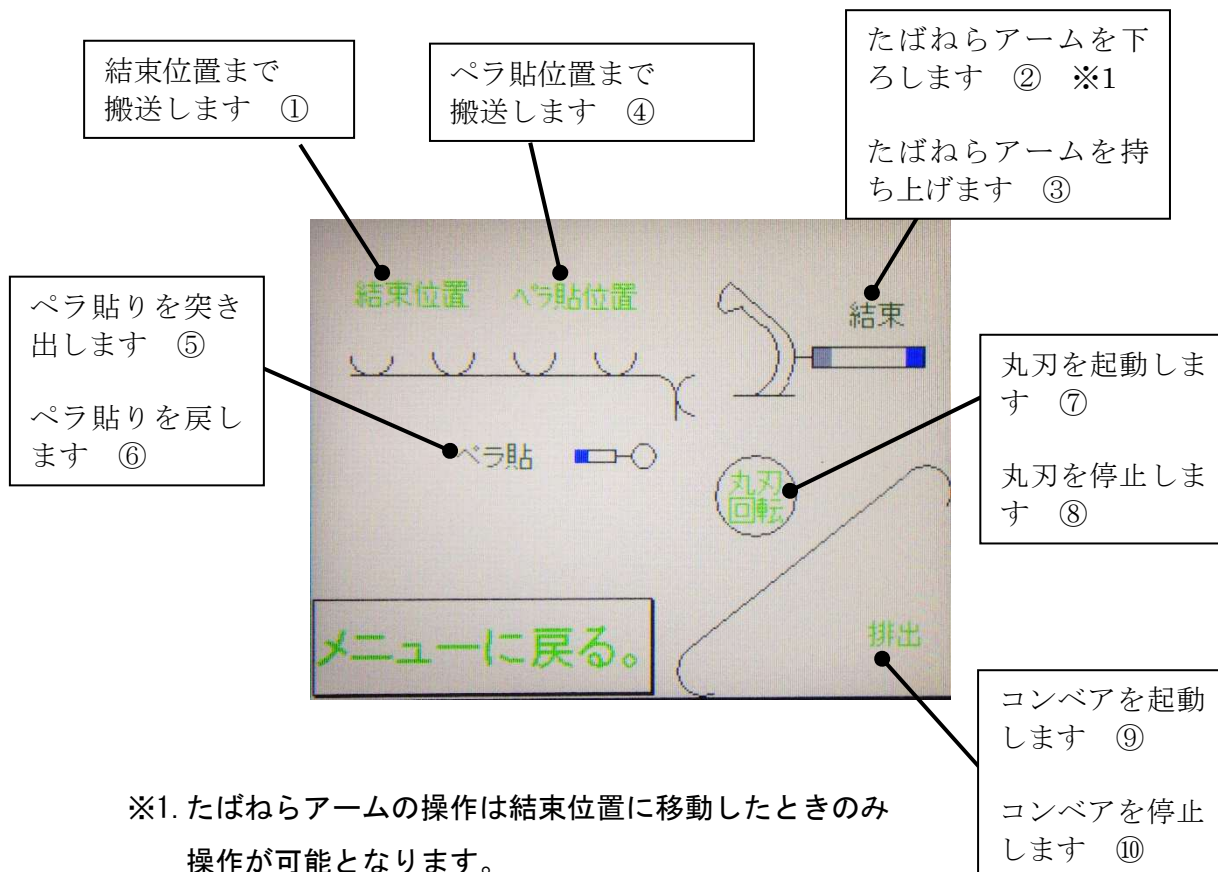 結束位置まで
搬送します ①
ペラ貼位置まで
搬送します ④
たばねらアームを下
ろします ② ※1
たばねらアームを持
ち上げます ③
ペラ貼りを突き
出します ⑤
ペラ貼りを戻し
ます ⑥
結束位置
ペラ貼位置
結束
ペラ貼
丸刃
回転
メニューに戻る。
排出
丸刃を起動しま
す ⑦
丸刃を停止しま
す ⑧
コンベアを起動
します ⑨
コンベアを停止
します ⑩
※1. たばねらアームの操作は結束位置に移動したときのみ
操作が可能となります。